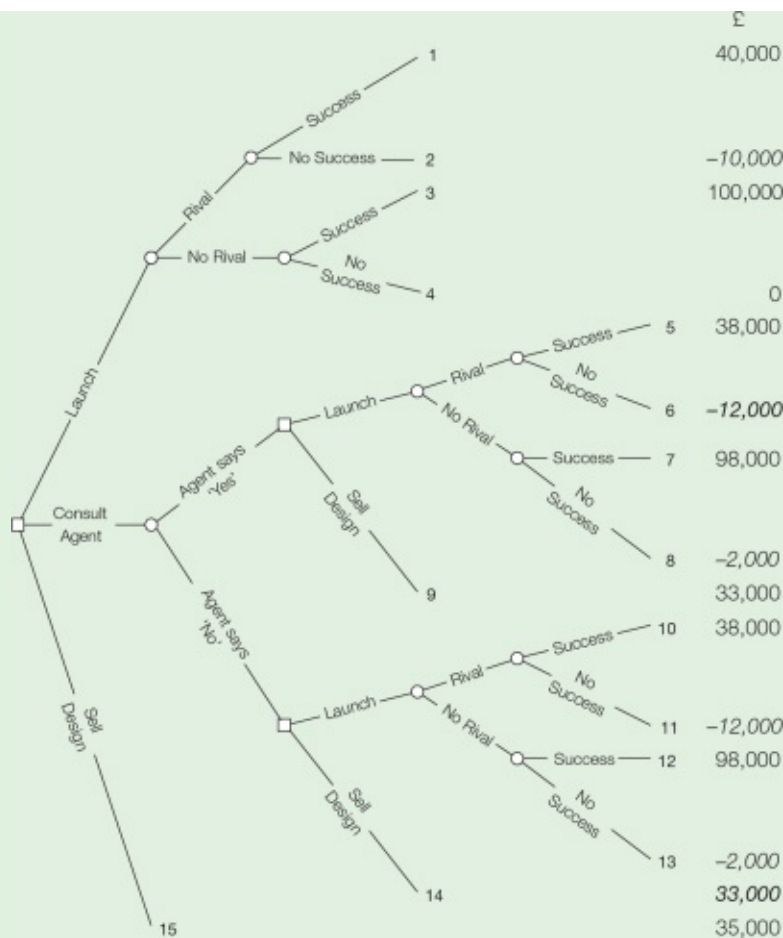 £
Success
1
40,000
Rival
No Success
2
–10,000
Success
3
100,000
No Rival
No
Success
4
0
Launch
Success
5
38,000
Rival
No
Success
6
–12,000
Launch
No Rival
Success
7
98,000
Agent says
'Yes'
No
Success
8
–2,000
Sell
Design
9
33,000
Consult
Agent
Agent says
'No'
Success
10
38,000
Rival
No
Success
11
–12,000
Launch
No Rival
Success
12
98,000
No
Success
13
–2,000
Sell
Design
14
33,000
Sell
Design
15
35,000